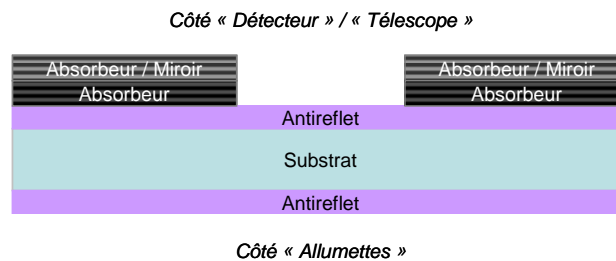 Côté « Détecteur » / « Télescope »
Absorbeur / Miroir Absorbeur / Miroir
Absorbeur Absorbeur
Antireflet
Substrat
Antireflet
Côté « Allumettes »